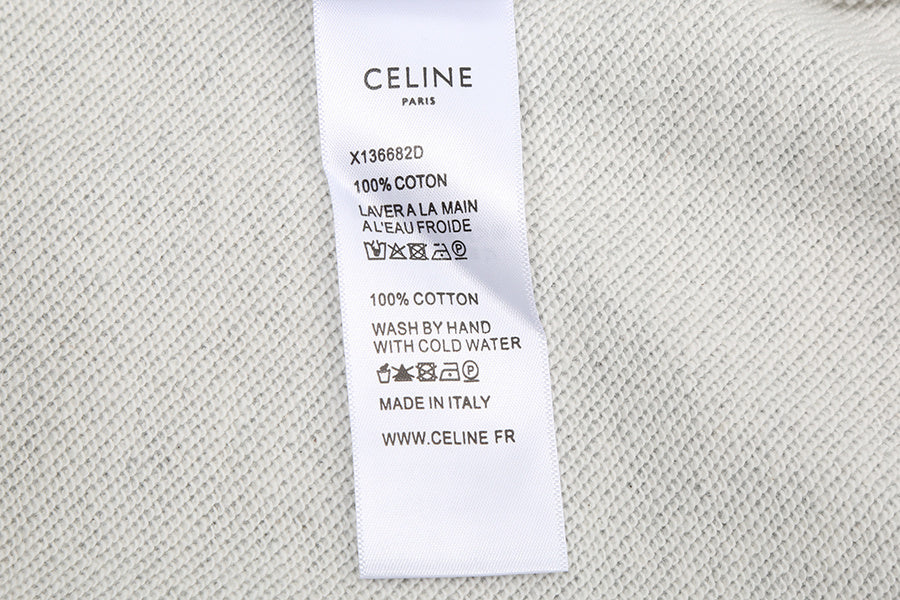 CELINE
PARIS
X136682D
100% COTON
LAVER A LA MAIN
A L'EAU FROIDE
100% COTTON
WASH BY HAND
WITH COLD WATER
MADE IN ITALY
WWW.CELINE FR